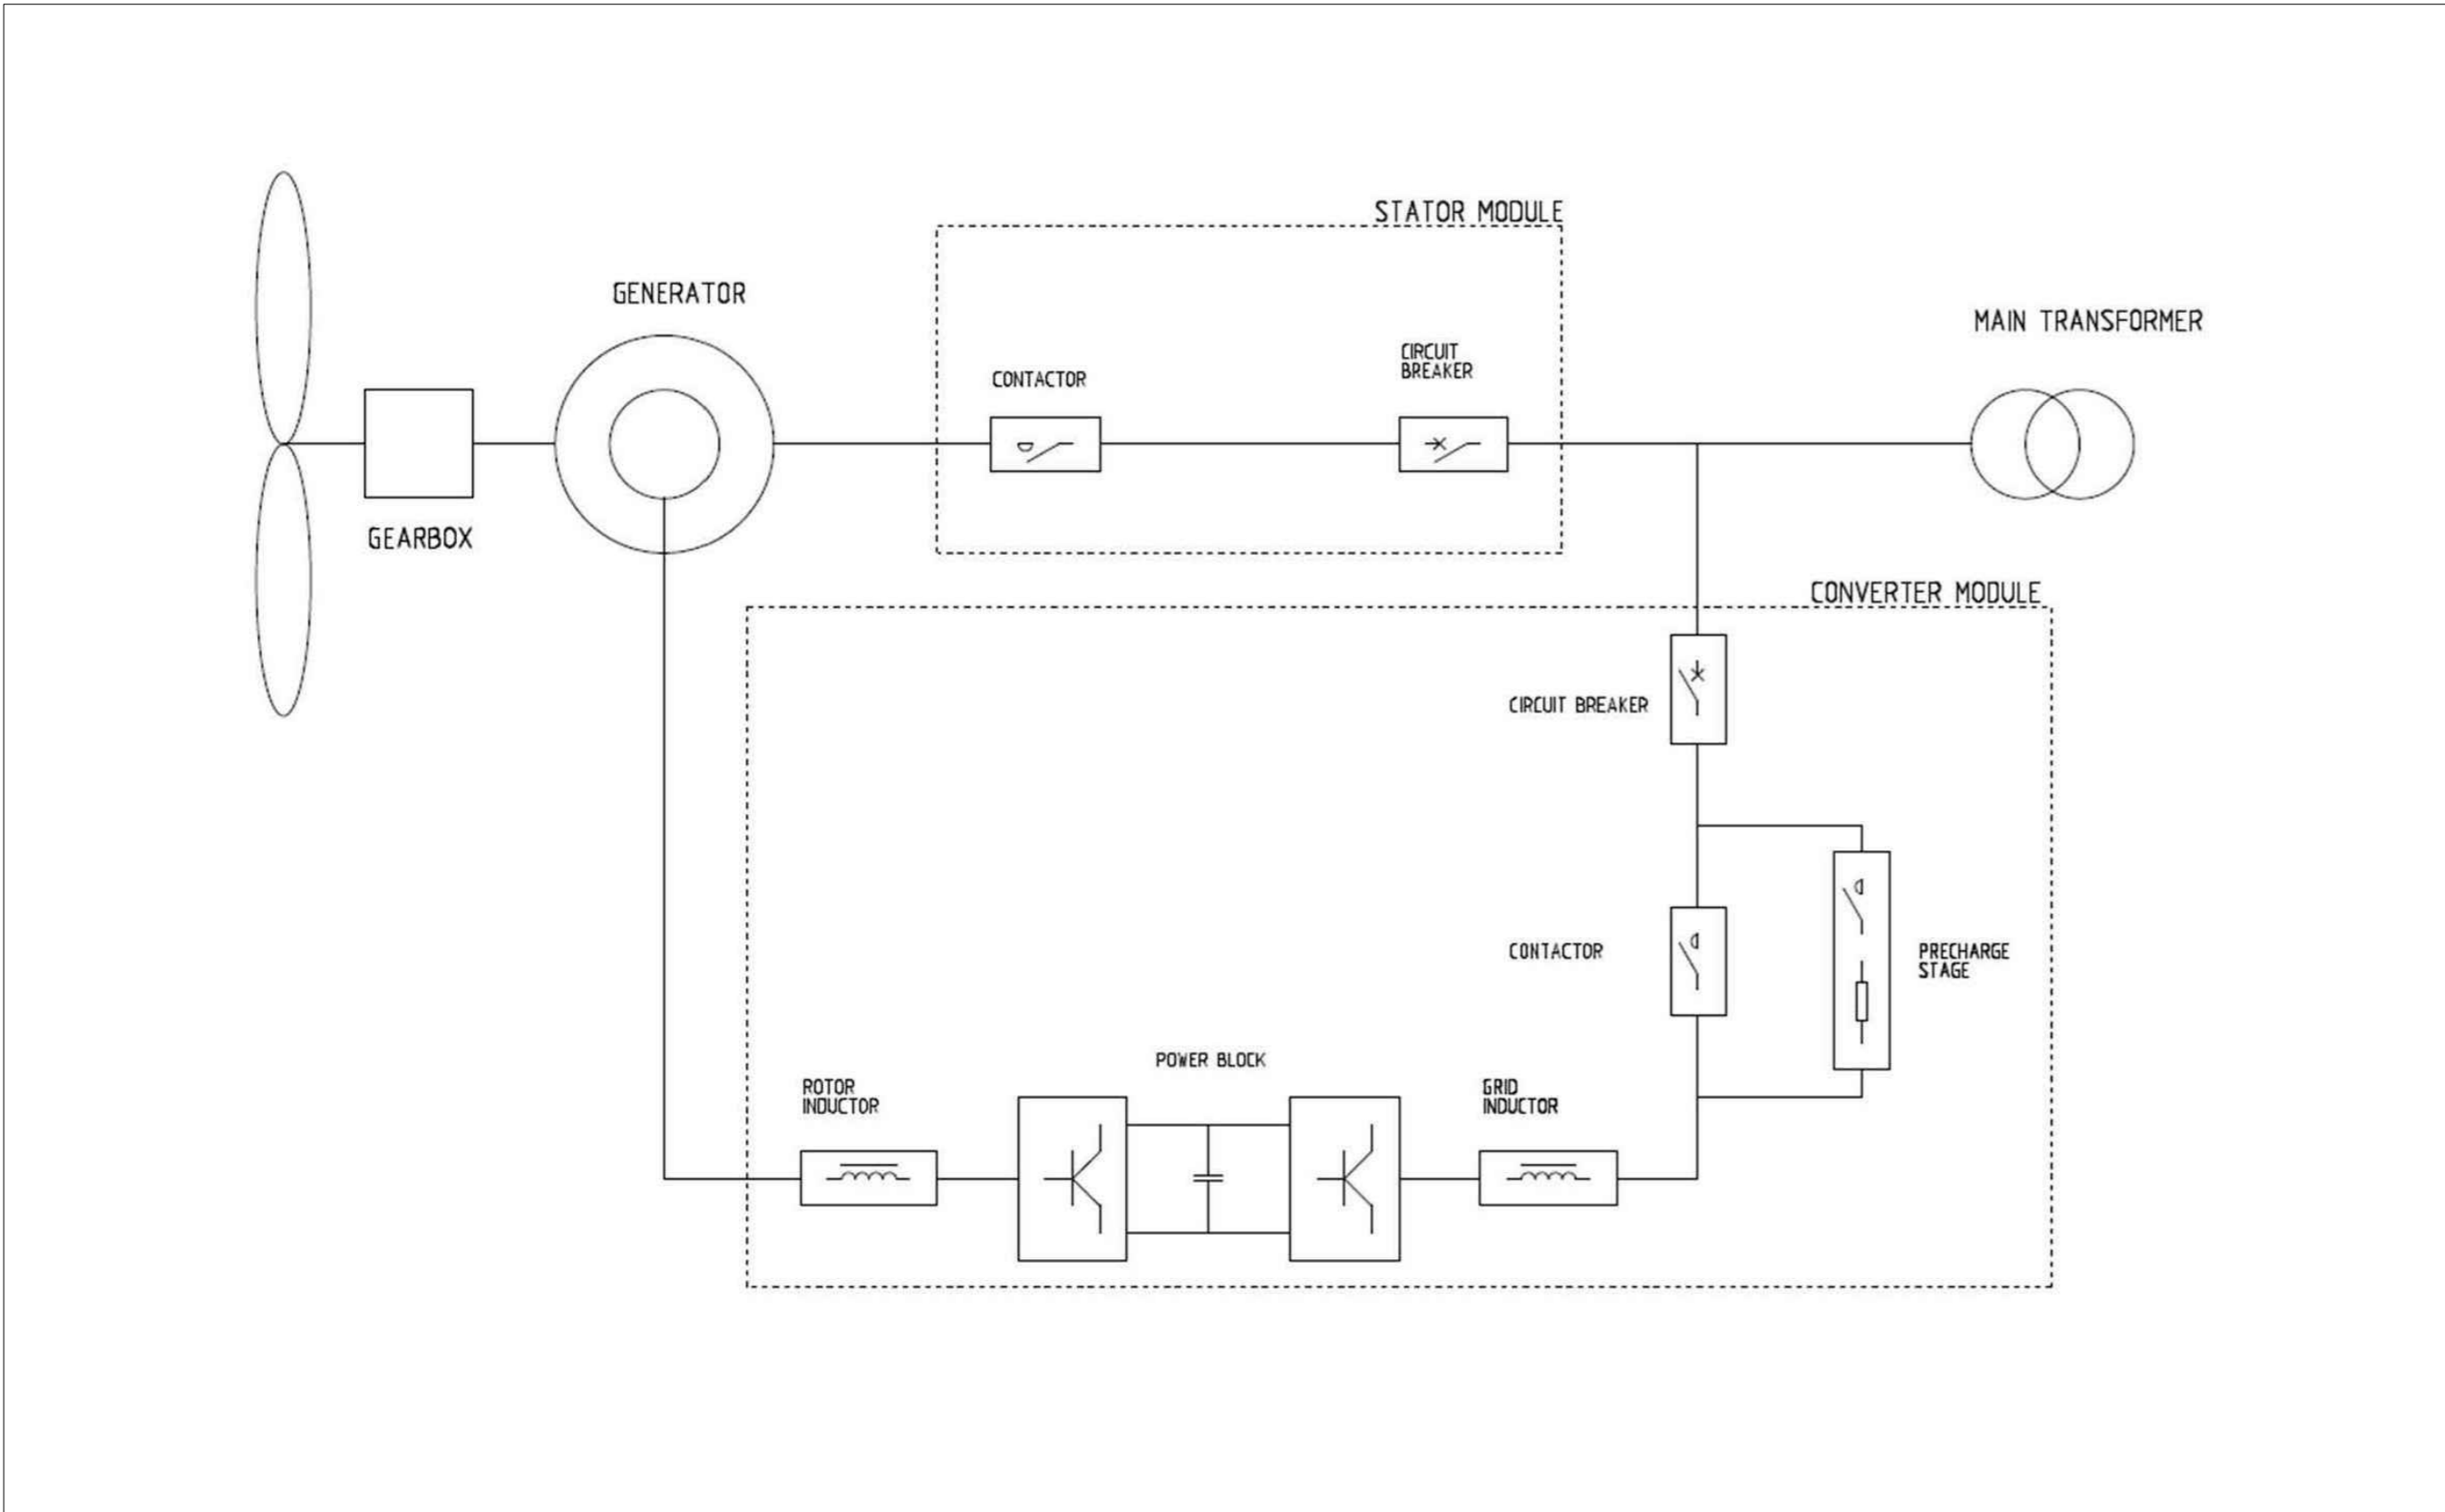 STATOR MODULE
GENERATOR
MAIN TRANSFORMER
CIRCUIT
BREAKER
CONTACTOR
GEARBOX
CONVERTER MODULE
CIRCUIT BREAKER
CONTACTOR
PRECHARGE
STAGE
POWER BLOCK
ROTOR
INDUCTOR
GRID
INDUCTOR